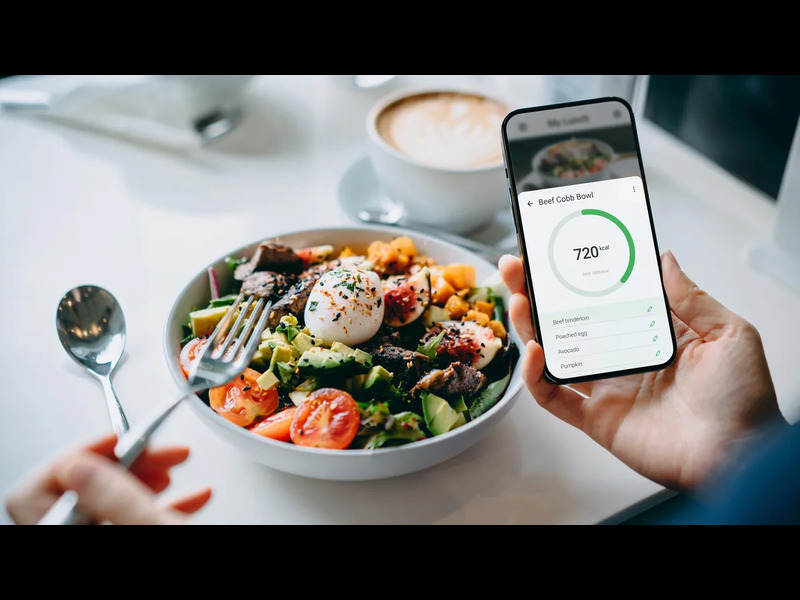 My Lunch
Beef Cobb Bowl
720 kcal
Beef tenderloin
Poached egg
Avocado
Pumpkin